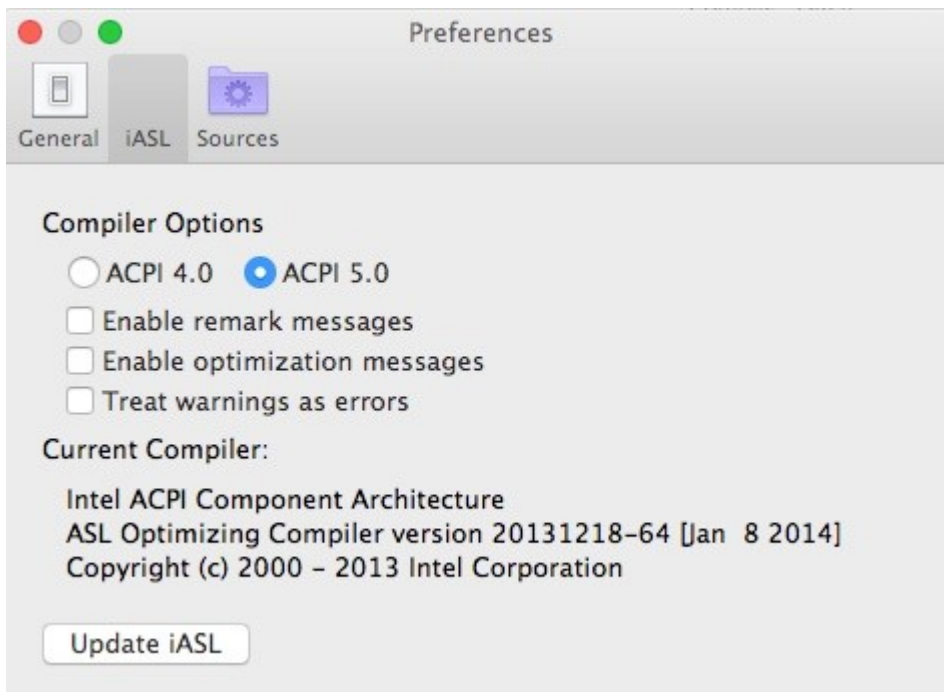 Preferences
General iASL Sources
Compiler Options
ACPI 4.0 ACPI 5.0
Enable remark messages
Enable optimization messages
Treat warnings as errors
Current Compiler:
Intel ACPI Component Architecture
ASL Optimizing Compiler version 20131218-64 [Jan  8 2014]
Copyright (c) 2000 – 2013 Intel Corporation
Update iASL